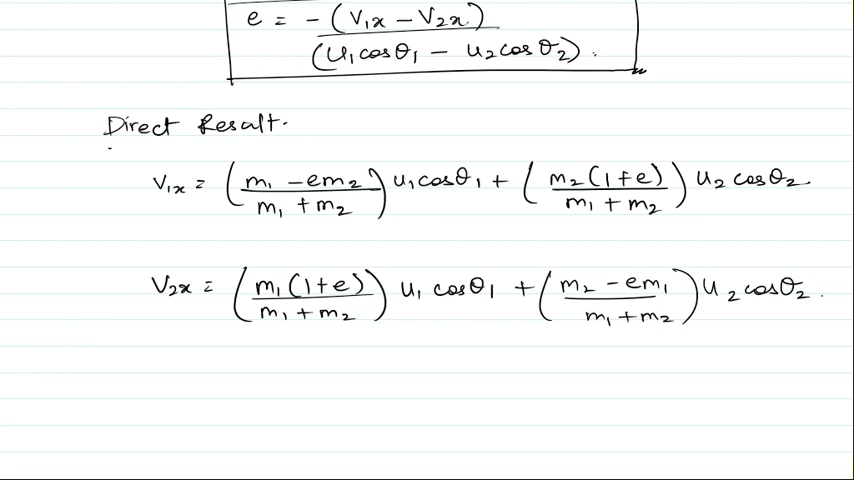 e = - (V₁x - V₂x) / (u₁cosθ₁ - u₂cosθ₂).
Direct Result.
V₁x = ((m₁ - em₂) / (m₁ + m₂)) u₁cosθ₁ + (m₂(1+e) / (m₁ + m₂)) u₂cosθ₂.
V₂x = (m₁(1+e) / (m₁ + m₂)) u₁cosθ₁ + ((m₂ - em₁) / (m₁ + m₂)) u₂cosθ₂.